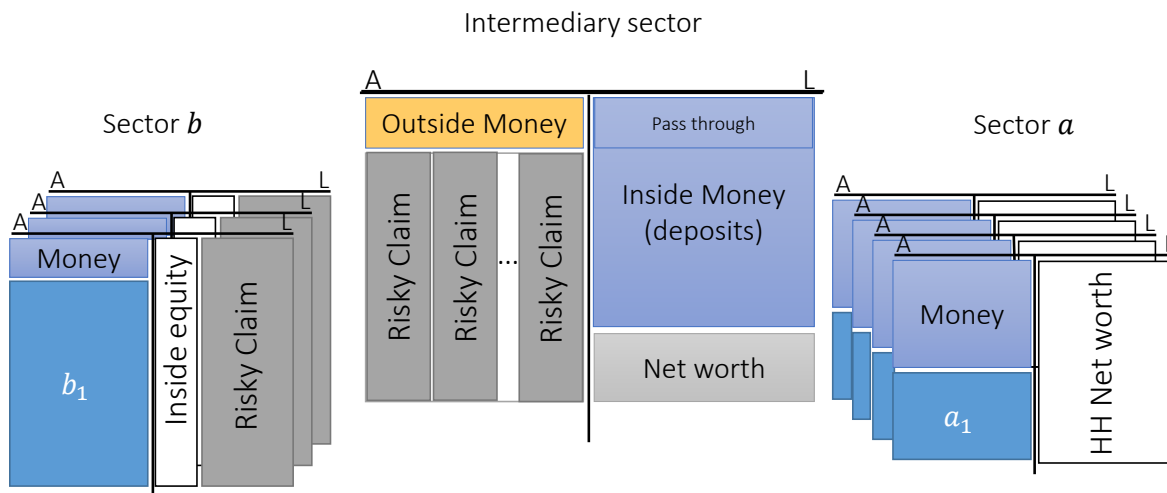 Intermediary sector
A
L
Outside Money
Pass through
Sector b
Sector a
A
L
A
L
A
L
Risky Claim
Risky Claim
...
Risky Claim
Inside Money
(deposits)
Net worth
Money
b₁
Inside equity
Risky Claim
A
L
A
L
A
L
A
L
Money
a₁
HH Net worth